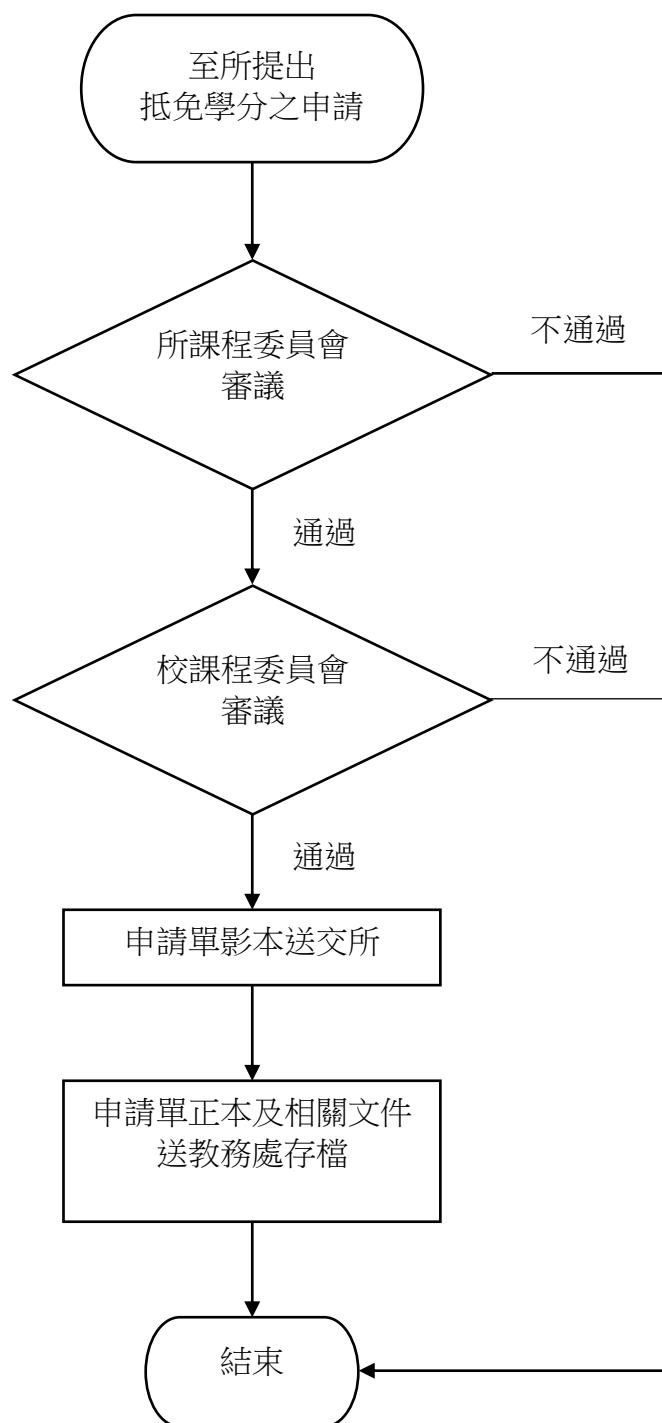 至所提出
抵免學分之申請
所課程委員會
審議
不通過
通過
校課程委員會
審議
不通過
通過
申請單影本送交所
申請單正本及相關文件
送教務處存檔
結束